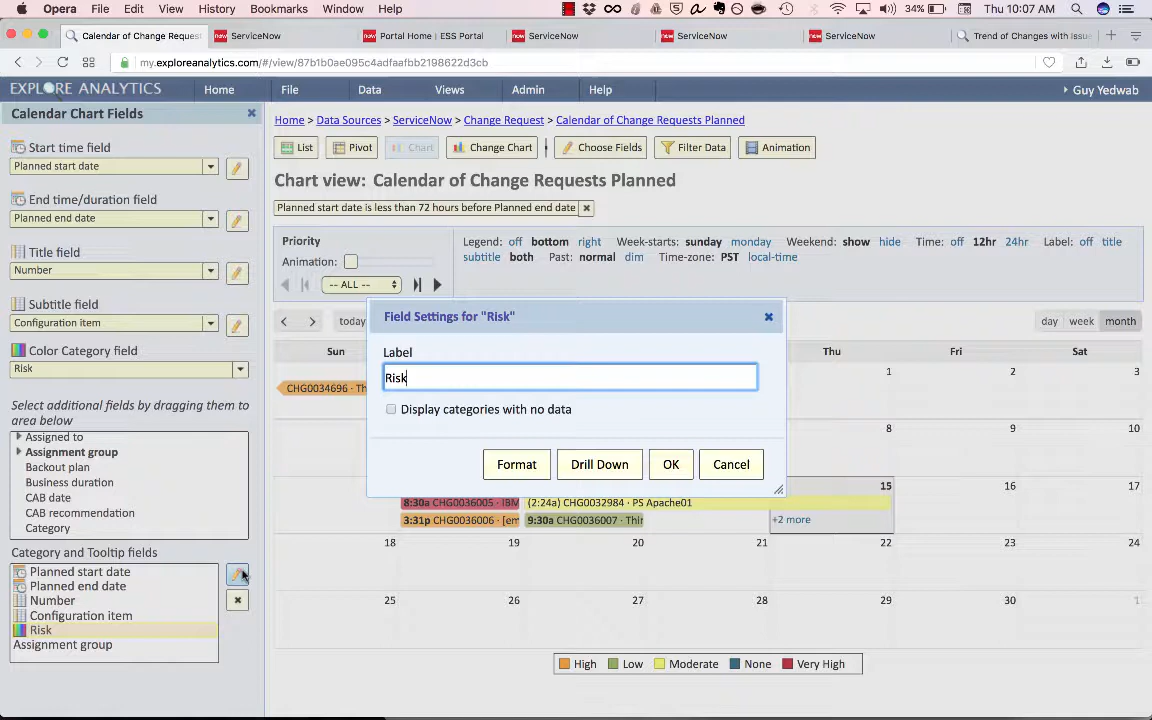 Opera File Edit View History Bookmarks Window Help 34% Thu 10:07 AM
Calendar of Change Request
ServiceNow
Portal Home | ESS Portal
ServiceNow
ServiceNow
ServiceNow
Trend of Changes with Issue
my.exploreanalytics.com/#/view/87b1b0ae095c4adfaafbb2198622d3cb
EXPLORE ANALYTICS Home File Data Views Admin Help Guy Yedwab
Calendar Chart Fields
Start time field
Planned start date
End time/duration field
Planned end date
Title field
Number
Subtitle field
Configuration item
Color Category field
Risk
Select additional fields by dragging them to
area below
Assigned to
Assignment group
Backout plan
Business duration
CAB date
CAB recommendation
Category
Category and Tooltip fields
Planned start date
Planned end date
Number
Configuration item
Risk
Assignment group
Home > Data Sources > ServiceNow > Change Request > Calendar of Change Requests Planned
List Pivot Chart Change Chart Choose Fields Filter Data Animation
Chart view: Calendar of Change Requests Planned
Planned start date is less than 72 hours before Planned end date
Priority
Animation:
-- ALL --
Legend: off bottom right Week-starts: sunday monday Weekend: show hide Time: off 12hr 24hr Label: off title
subtitle both Past: normal dim Time-zone: PST local-time
today
day week month
Sun Thu Fri Sat
1 2 3
CHG0034696 · Th
8 9 10
15 16 17
8:30a CHG0036005 · IBM (2:24a) CHG0032984 · PS Apache01
3:31p CHG0036006 · [em 9:30a CHG0036007 · Thin +2 more
18 19 20 21 22 23 24
25 26 27 28 29 30 1
High Low Moderate None Very High
Field Settings for "Risk"
Label
Risk
Display categories with no data
Format Drill Down OK Cancel